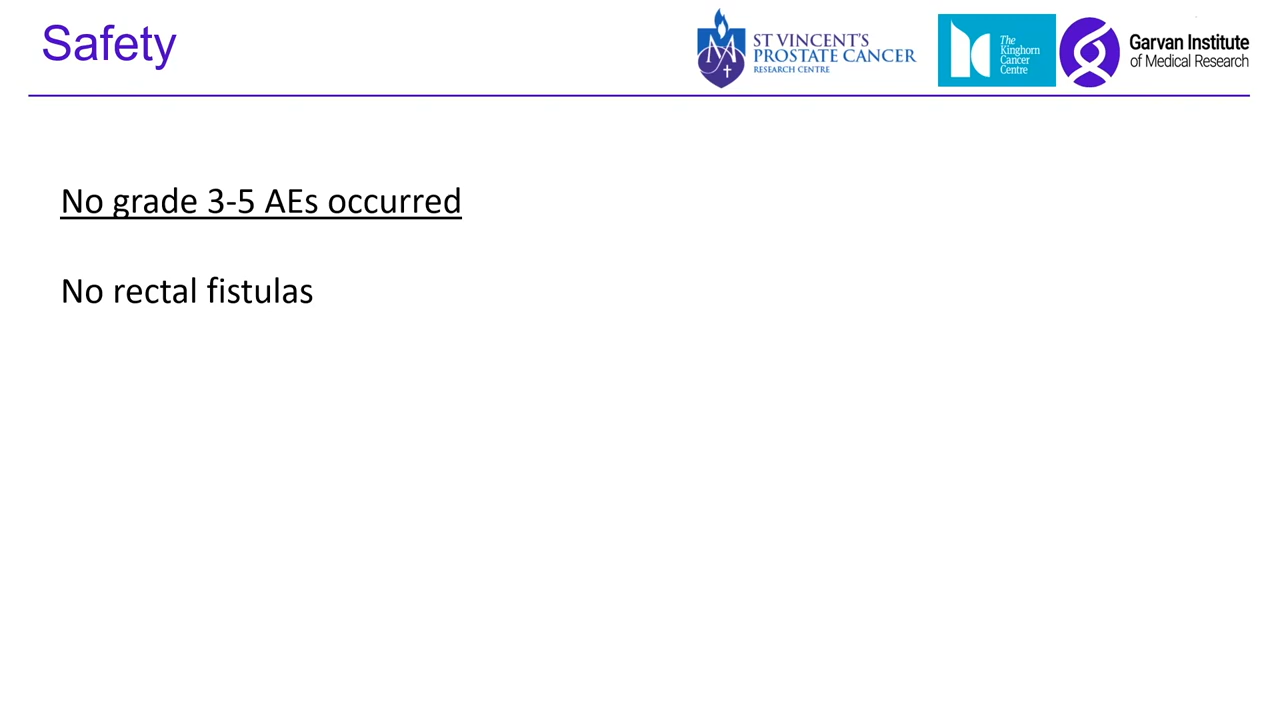 Safety
ST VINCENT'S
PROSTATE CANCER
RESEARCH CENTRE
The
Kinghorn
Cancer
Centre
Garvan Institute
of Medical Research
No grade 3-5 AEs occurred
No rectal fistulas